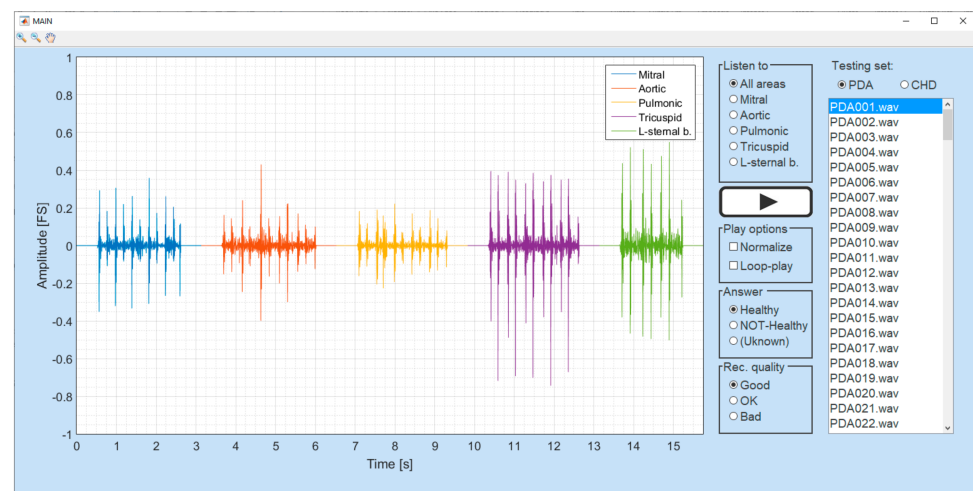 MAIN
1
0.8
0.6
0.4
0.2
0
-0.2
-0.4
-0.6
-0.8
-1
Amplitude [FS]
0 1 2 3 4 5 6 7 8 9 10 11 12 13 14 15
Time [s]
Mitral
Aortic
Pulmonic
Tricuspid
L-sternal b.
Listen to
All areas
Mitral
Aortic
Pulmonic
Tricuspid
L-sternal b.
Play options
Normalize
Loop-play
Answer
Healthy
NOT-Healthy
(Uknown)
Rec. quality
Good
OK
Bad
Testing set:
PDA CHD
PDA001.wav
PDA002.wav
PDA003.wav
PDA004.wav
PDA005.wav
PDA006.wav
PDA007.wav
PDA008.wav
PDA009.wav
PDA010.wav
PDA011.wav
PDA012.wav
PDA013.wav
PDA014.wav
PDA015.wav
PDA016.wav
PDA017.wav
PDA018.wav
PDA019.wav
PDA020.wav
PDA021.wav
PDA022.wav